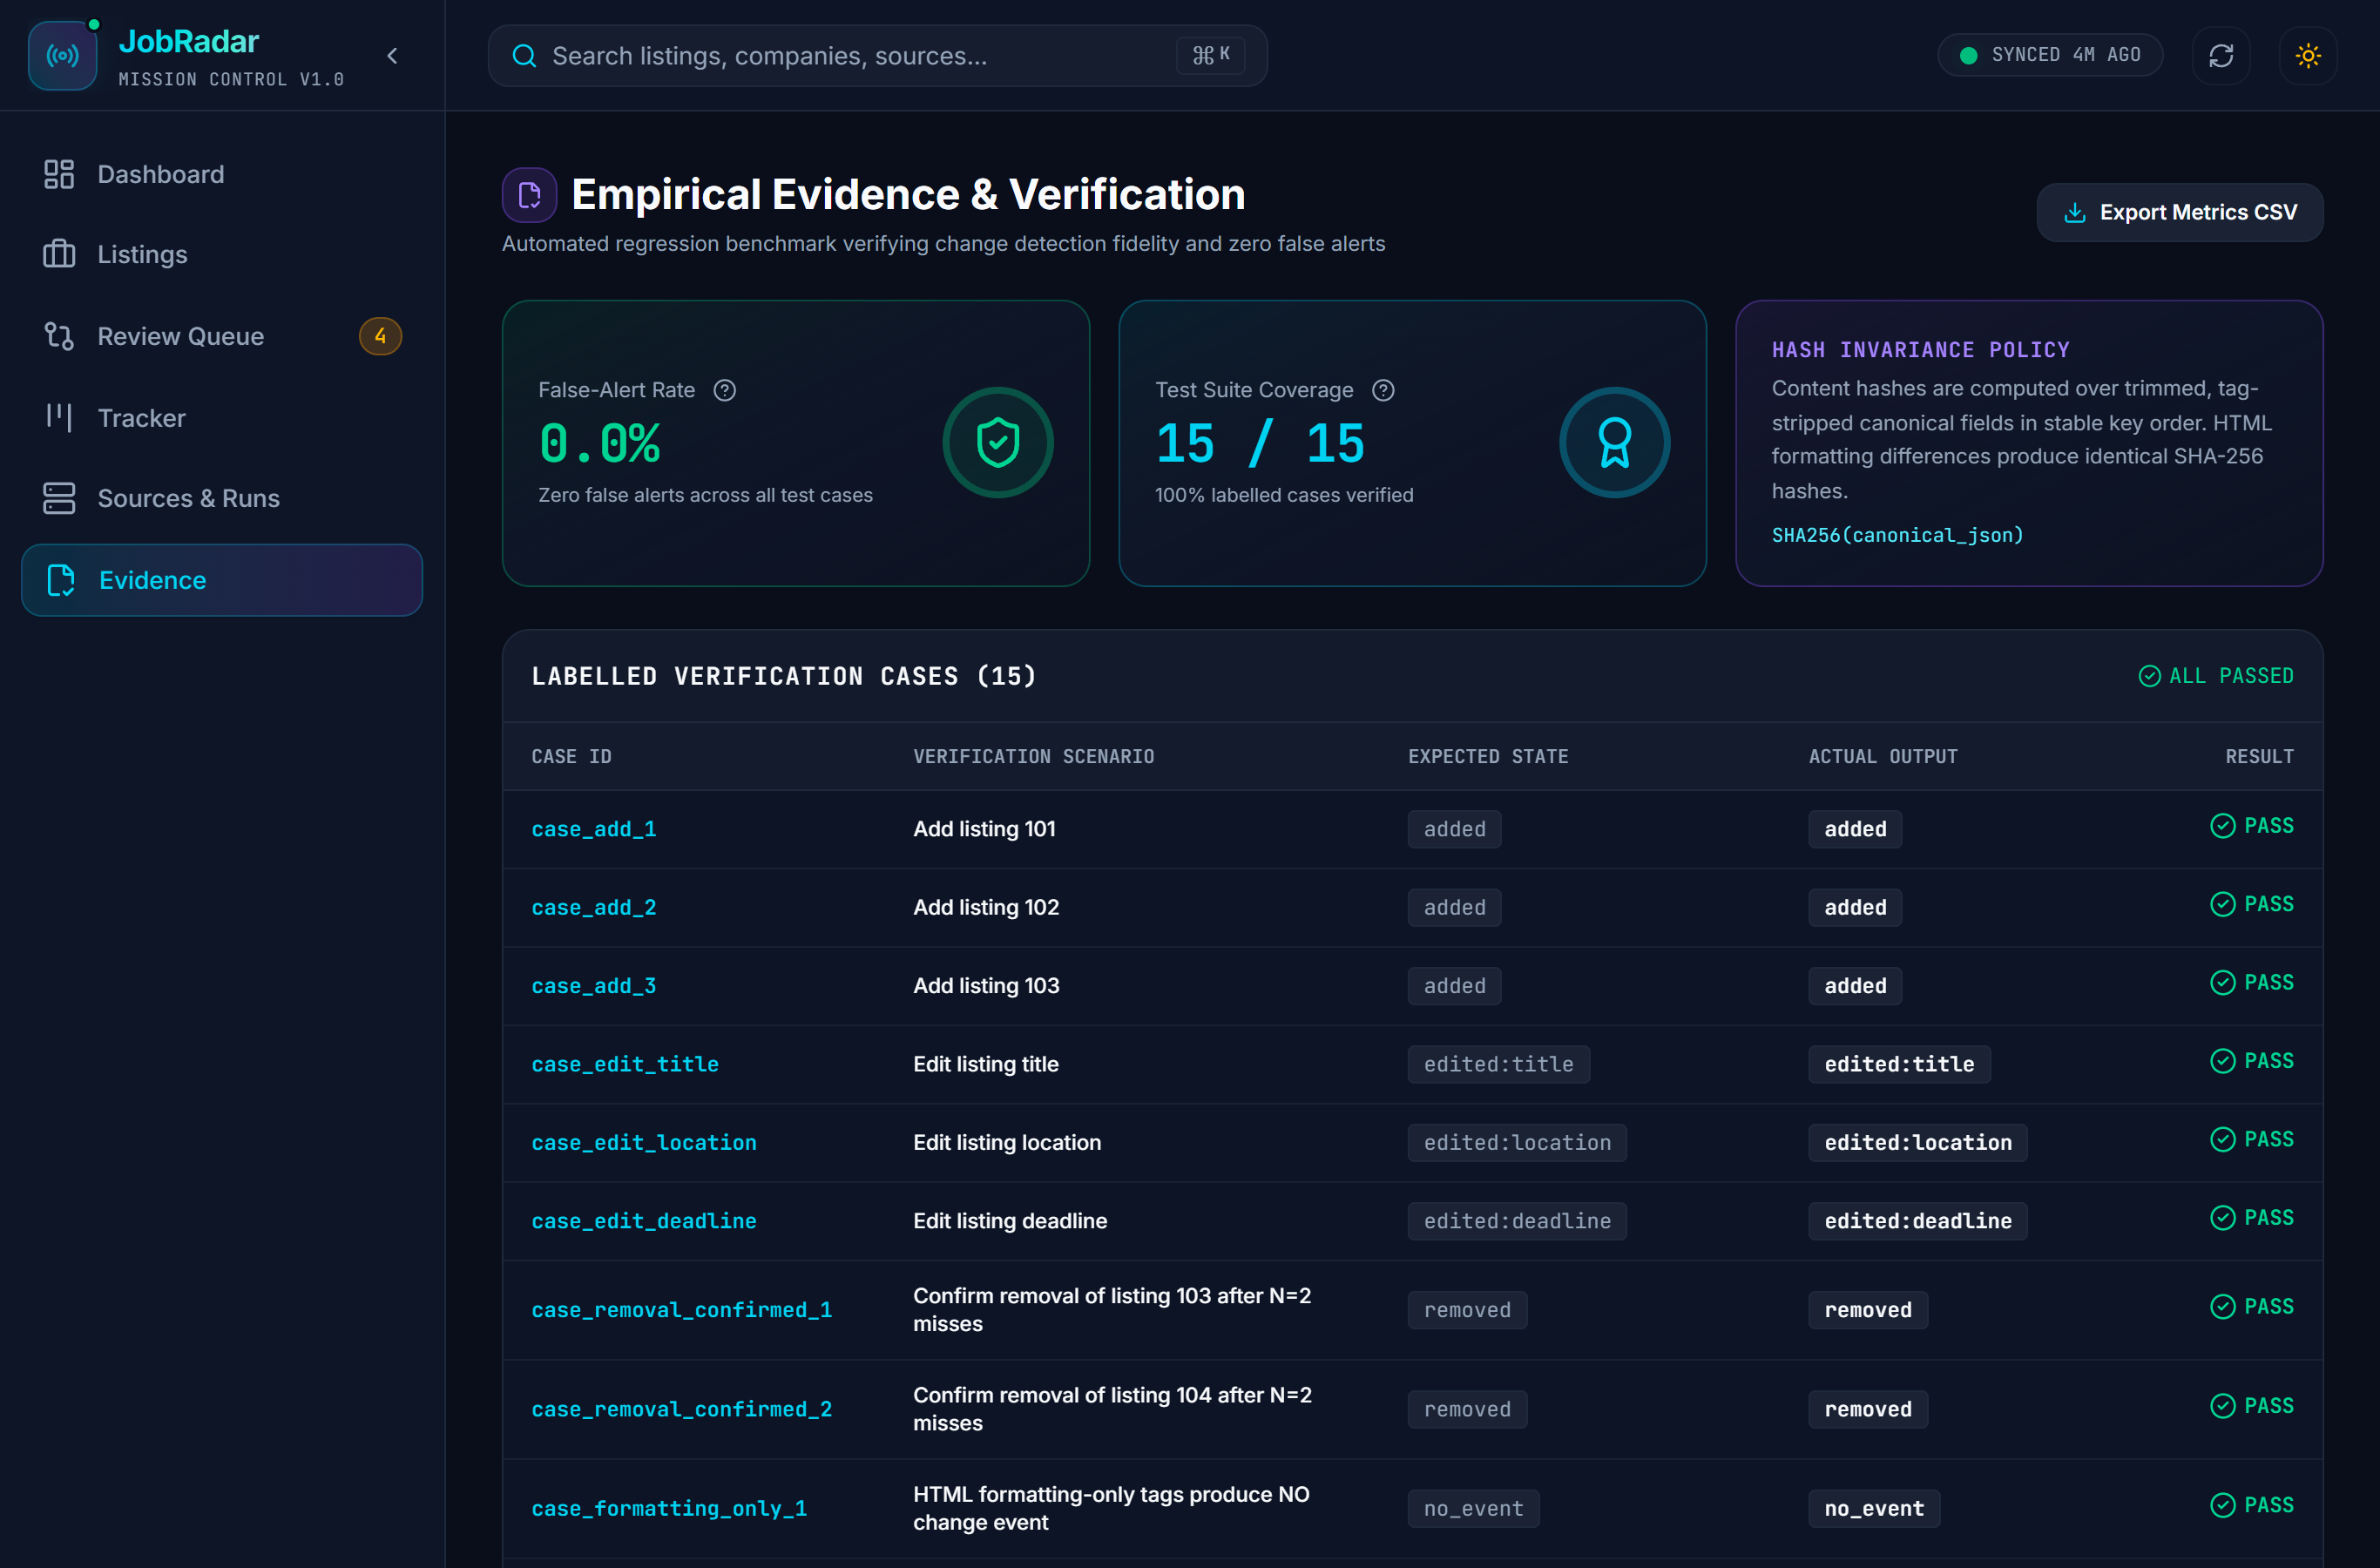 JobRadar
MISSION CONTROL V1.0
Search listings, companies, sources...
⌘ K
SYNCED 4M AGO
Dashboard
Listings
Review Queue
4
Tracker
Sources & Runs
Evidence
Empirical Evidence & Verification
Automated regression benchmark verifying change detection fidelity and zero false alerts
Export Metrics CSV
False-Alert Rate
0.0%
Zero false alerts across all test cases
Test Suite Coverage
15 / 15
100% labelled cases verified
HASH INVARIANCE POLICY
Content hashes are computed over trimmed, tag-
stripped canonical fields in stable key order. HTML
formatting differences produce identical SHA-256
hashes.
SHA256(canonical_json)
LABELLED VERIFICATION CASES (15)
ALL PASSED
CASE ID VERIFICATION SCENARIO EXPECTED STATE ACTUAL OUTPUT RESULT
case_add_1 Add listing 101 added added PASS
case_add_2 Add listing 102 added added PASS
case_add_3 Add listing 103 added added PASS
case_edit_title Edit listing title edited:title edited:title PASS
case_edit_location Edit listing location edited:location edited:location PASS
case_edit_deadline Edit listing deadline edited:deadline edited:deadline PASS
case_removal_confirmed_1 Confirm removal of listing 103 after N=2
misses removed removed PASS
case_removal_confirmed_2 Confirm removal of listing 104 after N=2
misses removed removed PASS
case_formatting_only_1 HTML formatting-only tags produce NO
change event no_event no_event PASS